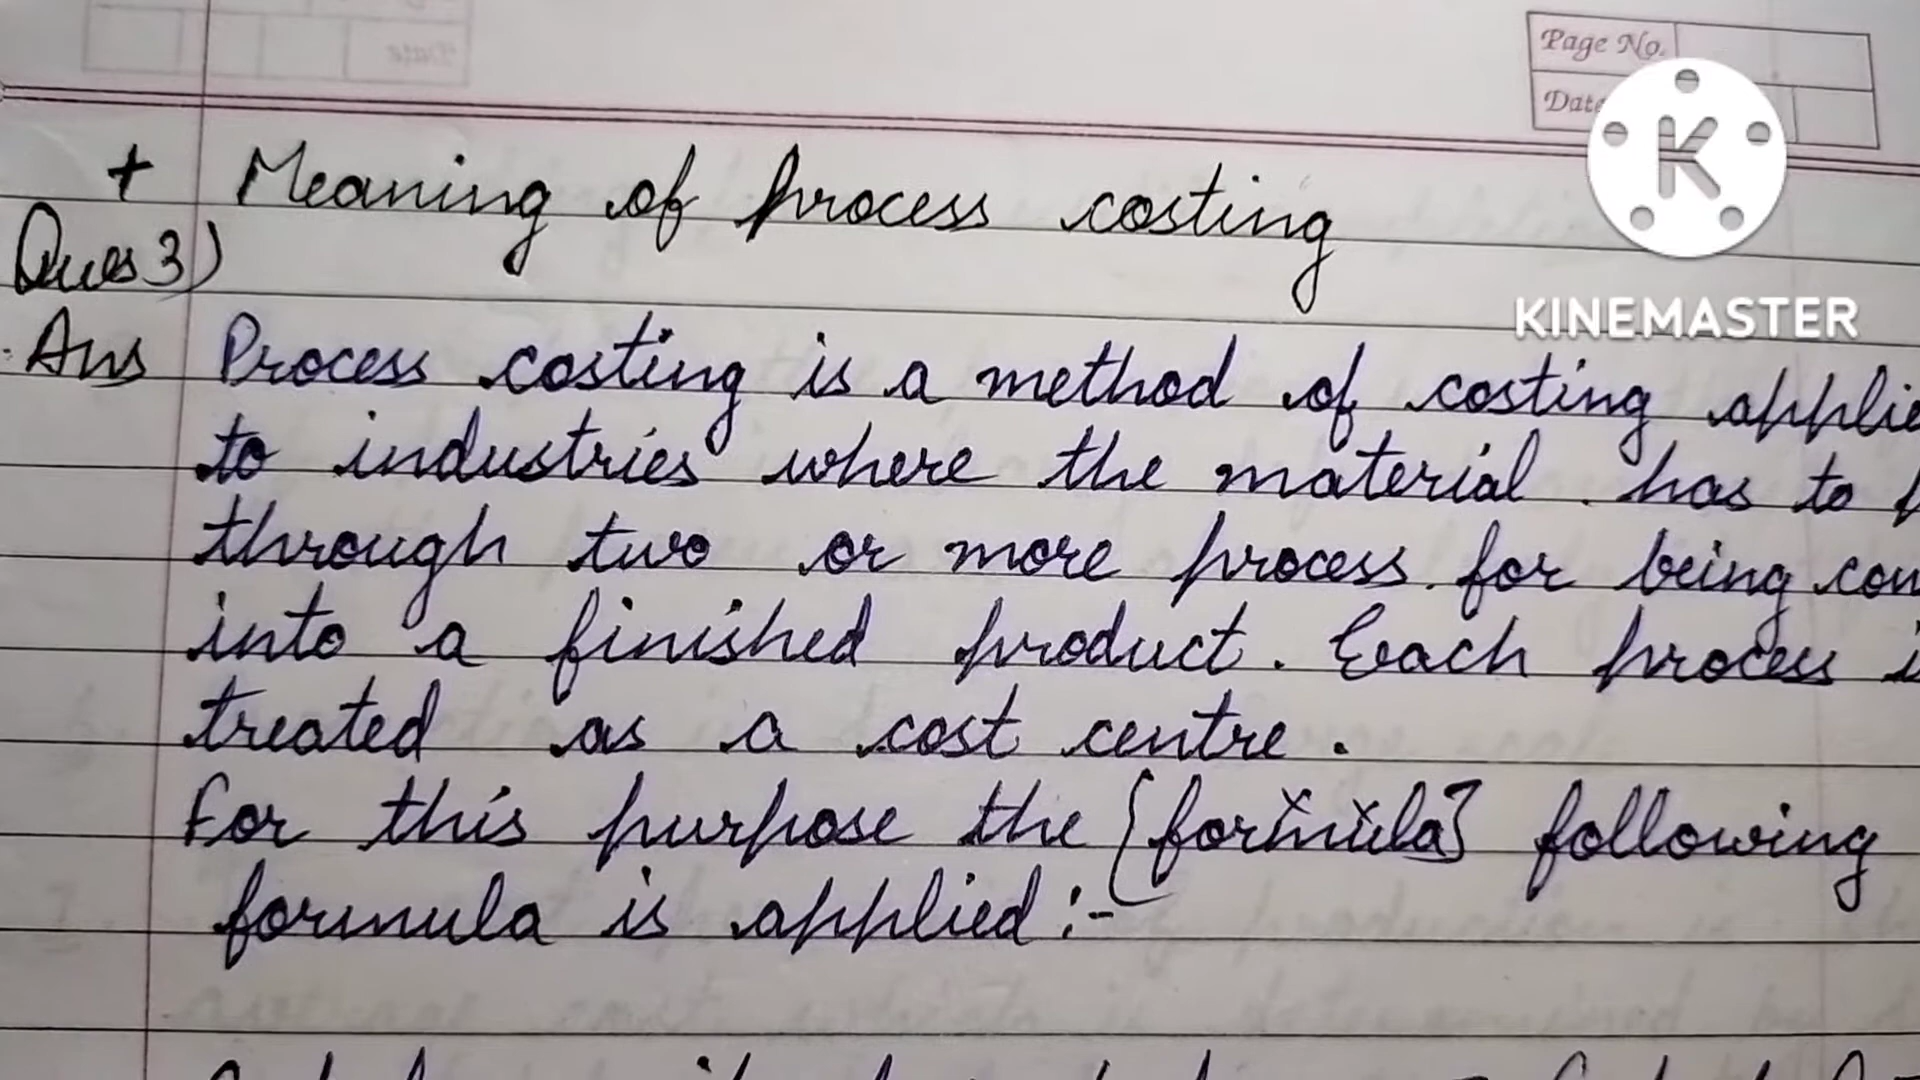 Page No.
Date
+ Meaning of process costing
Ques 3)
Ans Process costing is a method of costing
to industries where the material has to
through two or more process for being
into a finished product. Each process
treated as a cost centre.
For this purpose the [formula] following
formula is applied :-
KINEMASTER